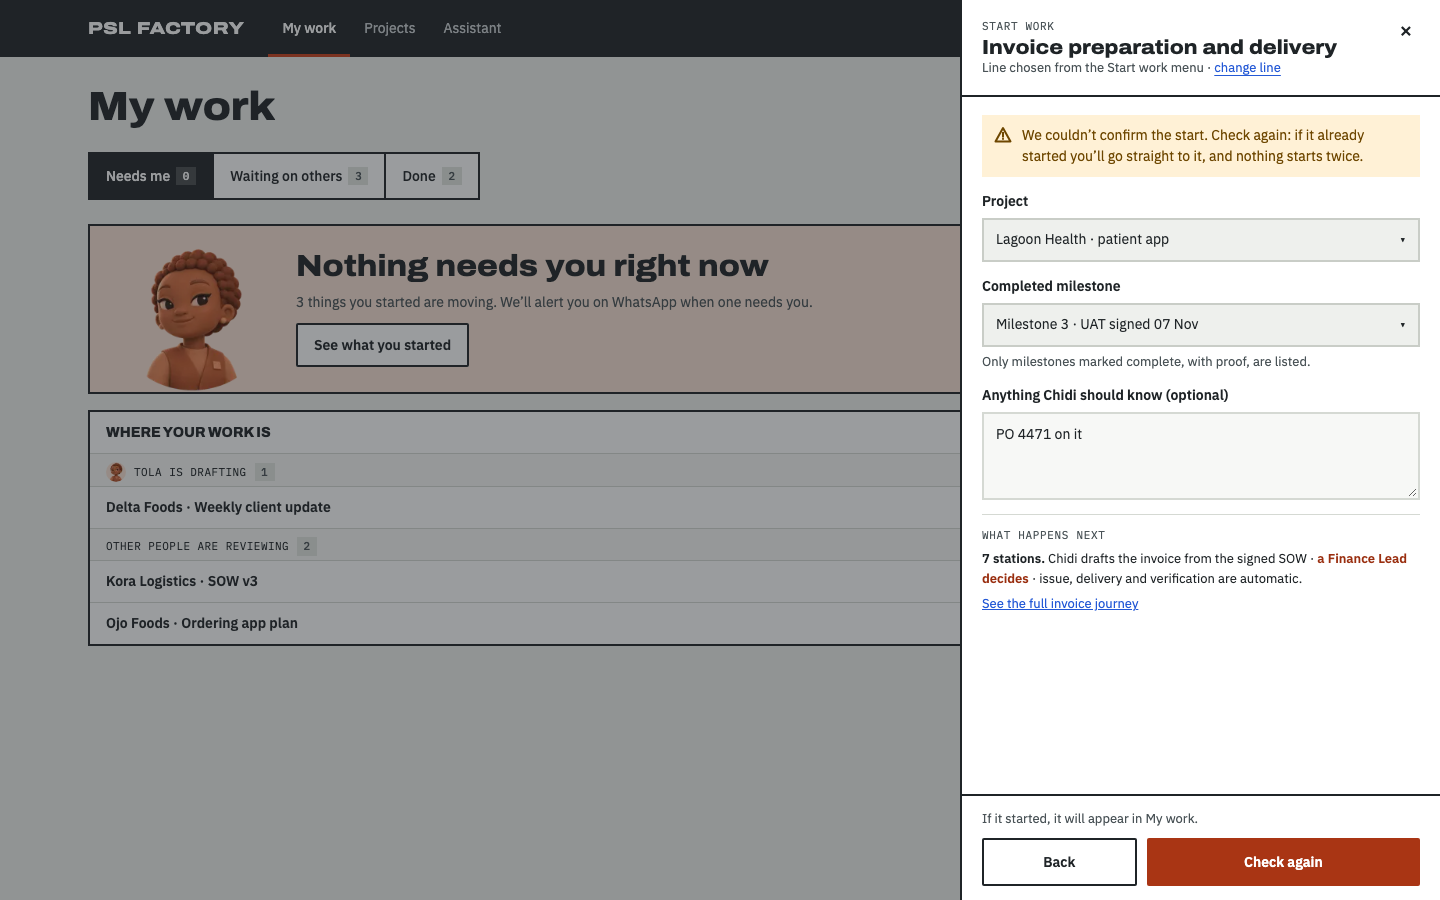 PSL FACTORY
My work
Projects
Assistant
My work
Needs me 0
Waiting on others 3
Done 2
Nothing needs you right now
3 things you started are moving. We’ll alert you on WhatsApp when one needs you.
See what you started
WHERE YOUR WORK IS
TOLA IS DRAFTING 1
Delta Foods · Weekly client update
OTHER PEOPLE ARE REVIEWING 2
Kora Logistics · SOW v3
Ojo Foods · Ordering app plan
START WORK
Invoice preparation and delivery
Line chosen from the Start work menu · change line
We couldn’t confirm the start. Check again: if it already
started you’ll go straight to it, and nothing starts twice.
Project
Lagoon Health · patient app
Completed milestone
Milestone 3 · UAT signed 07 Nov
Only milestones marked complete, with proof, are listed.
Anything Chidi should know (optional)
PO 4471 on it
WHAT HAPPENS NEXT
7 stations. Chidi drafts the invoice from the signed SOW · a Finance Lead
decides · issue, delivery and verification are automatic.
See the full invoice journey
If it started, it will appear in My work.
Back
Check again